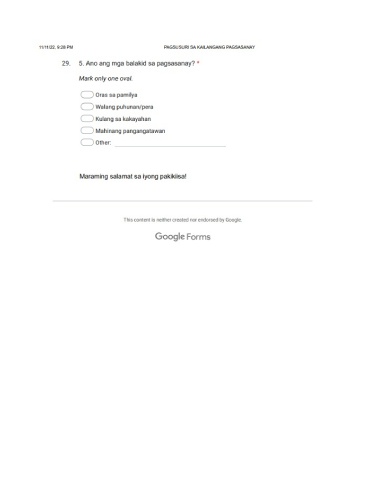 11/11/22, 9:28 PM PAGSUSURI SA KAILANGANG PAGSASANAY
29. 5. Ano ang mga balakid sa pagsasanay? *
Mark only one oval.
Oras sa pamilya
Walang puhunan/pera
Kulang sa kakayahan
Mahinang pangangatawan
Other:
Maraming salamat sa iyong pakikiisa!
This content is neither created nor endorsed by Google.
Google Forms